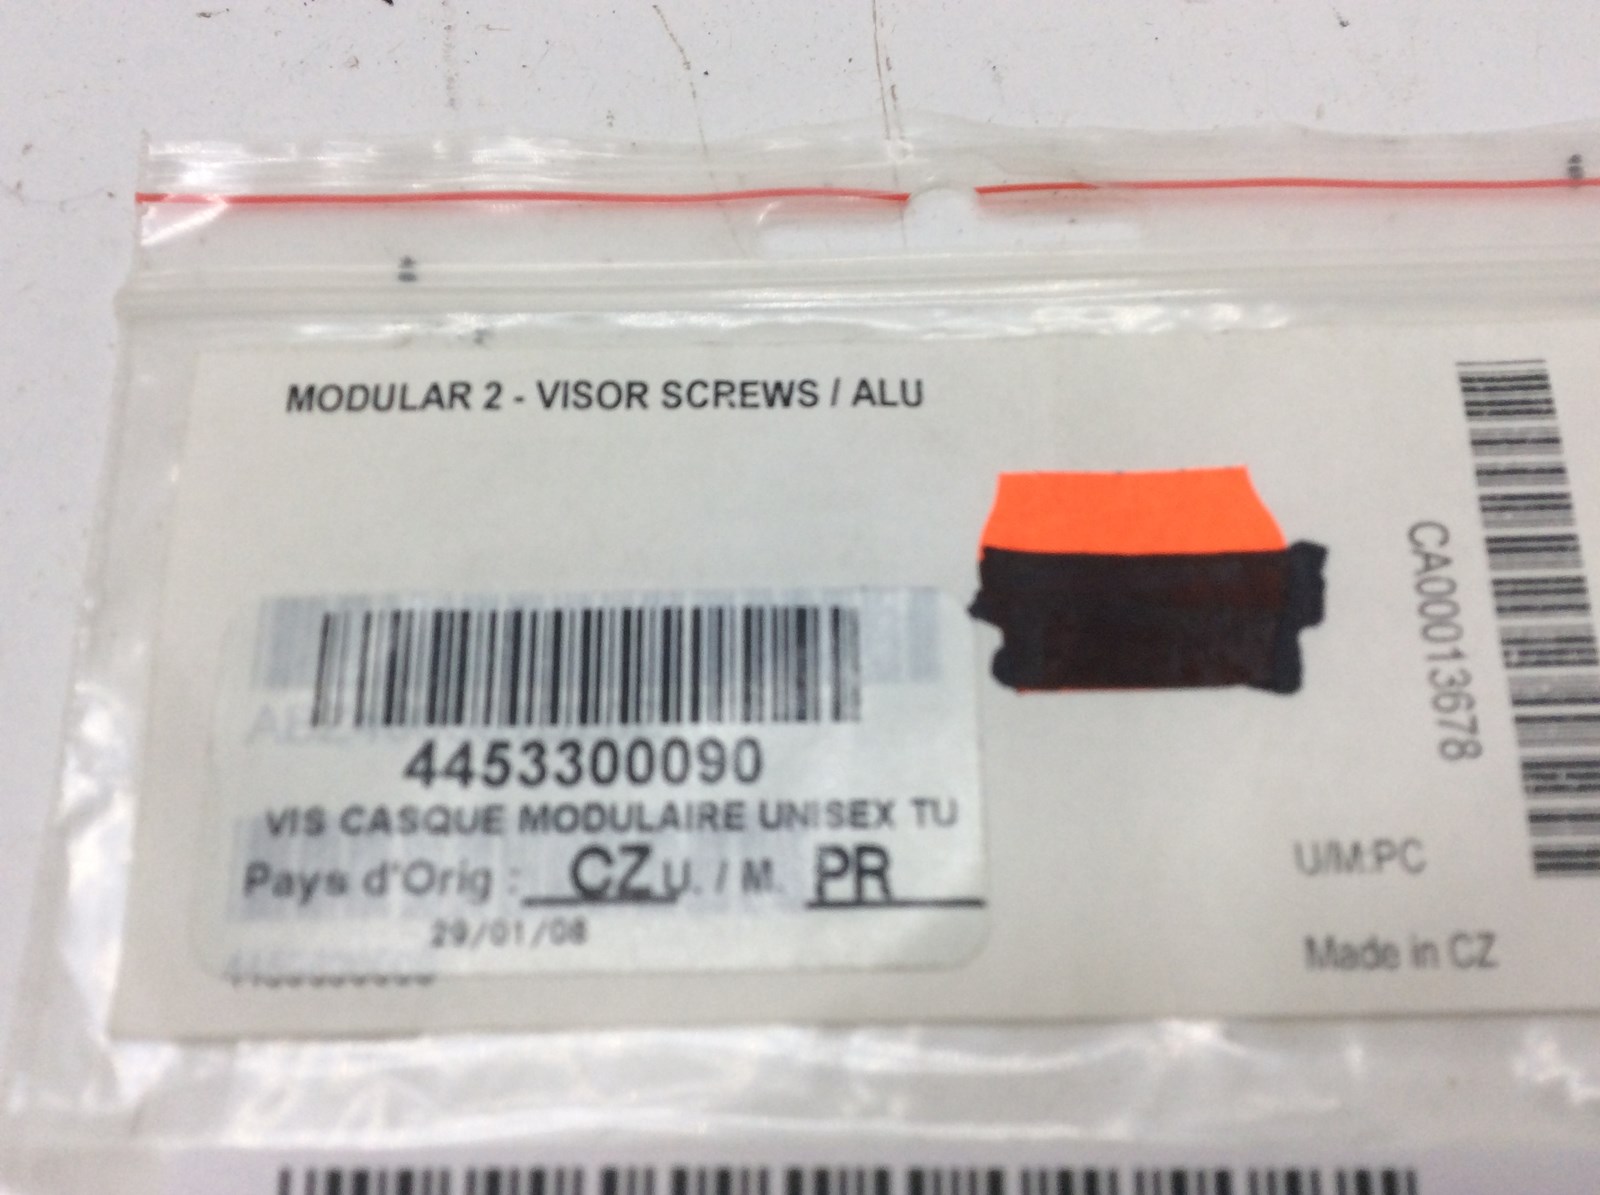 MODULAR 2 - VISOR SCREWS / ALU
4453300090
VIS CASQUE MODULAIRE UNISEX TU
Pays d'Orig : CZ U. / M. PR
29/01/08
CA00013678
U/M:PC
Made in CZ